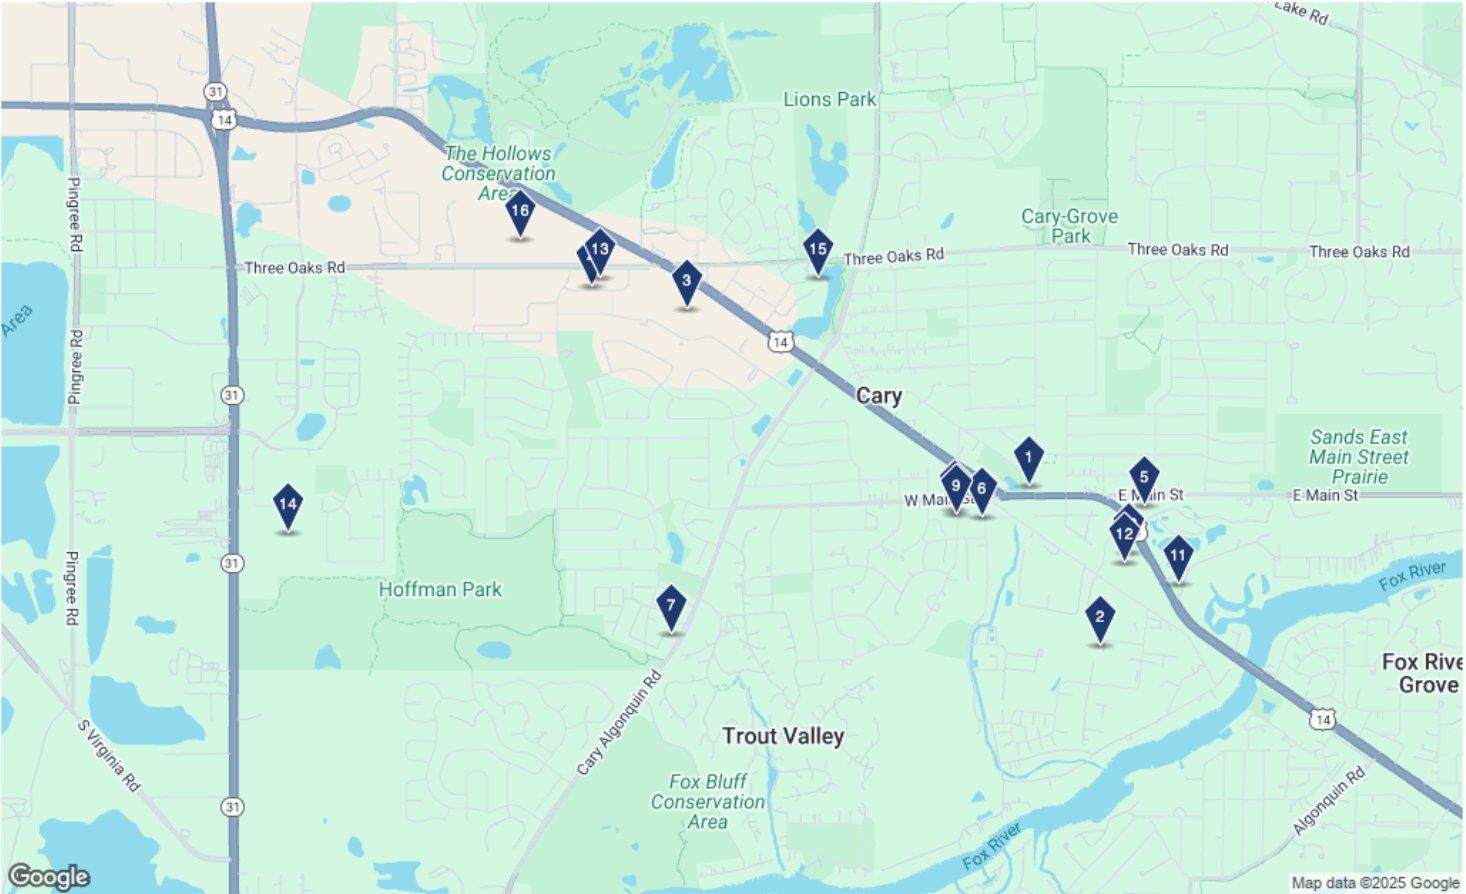 Lake Rd
31
14
Lions Park
The Hollows
Conservation
Area
Pingree Rd
16
Cary-Grove
Park
13
15
Three Oaks Rd
Three Oaks Rd
Three Oaks Rd
Three Oaks Rd
3
Area
14
Pingree Rd
31
Cary
Sands East
Main Street
Prairie
1
5
9
6
W Main St
E Main St
E Main St
14
12
11
31
Pingree Rd
Hoffman Park
Fox River
7
2
Fox Rive
Grove
Cary Algonquin Rd
14
S Virginia Rd
Trout Valley
Fox Bluff
Conservation
Area
31
Algonquin Rd
Fox River
Google
Map data ©2025 Google